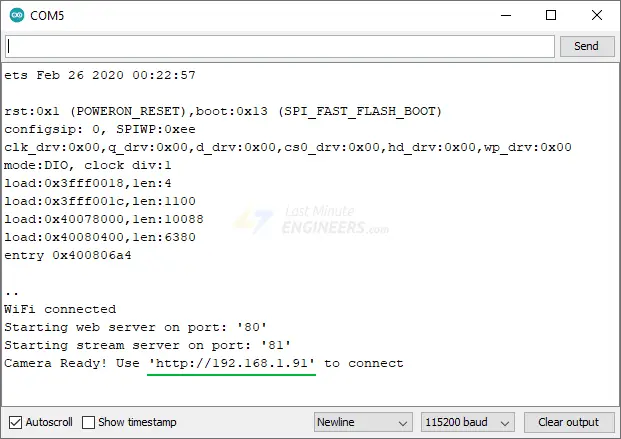 COM5
Send
ets Feb 26 2020 00:22:57
rst:0x1 (POWERON_RESET),boot:0x13 (SPI_FAST_FLASH_BOOT)
configsip: 0, SPIWP:0xee
clk_drv:0x00,q_drv:0x00,d_drv:0x00,cs0_drv:0x00,hd_drv:0x00,wp_drv:0x00
mode:DIO, clock div:1
load:0x3fff0018,len:4
load:0x3fff001c,len:1100
load:0x40078000,len:10088
load:0x40080400,len:6380
entry 0x400806a4
Last Minute
ENGINEERS.com
..
WiFi connected
Starting web server on port: '80'
Starting stream server on port: '81'
Camera Ready! Use 'http://192.168.1.91' to connect
Autoscroll Show timestamp Newline 115200 baud Clear output